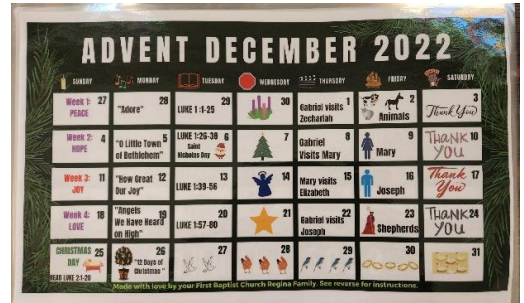 ADVENT DECEMBER 2022
SUNDAY MONDAY TUESDAY WEDNESDAY THURSDAY FRIDAY SATURDAY
Week 1: 27
PEACE
"Adore" 28
LUKE 1:1-25 29
30
Gabriel visits 1
Zechariah
2
Animals
3
Thank You
Week 2: 4
HOPE
"O Little Town 5
of Bethlehem"
LUKE 1:26-38 6
Saint
Nicholas Day
7
Gabriel 8
Visits Mary
9
Mary
THANK 10
YOU
Week 3: 11
JOY
"How Great 12
Our Joy"
13
LUKE 1:39-56
14
Mary visits 15
Elizabeth
16
Joseph
Thank 17
You
Week 4: 18
LOVE
"Angels
We Have Heard 19
on High"
20
LUKE 1:57-80
21
Gabriel visits 22
Joseph
23
Shepherds
THANK 24
YOU
CHRISTMAS 25
DAY
READ LUKE 2:1-20
26
"12 Days of
Christmas"
27
28
29
30
31
Made with love by your First Baptist Church Regina Family. See reverse for instructions.